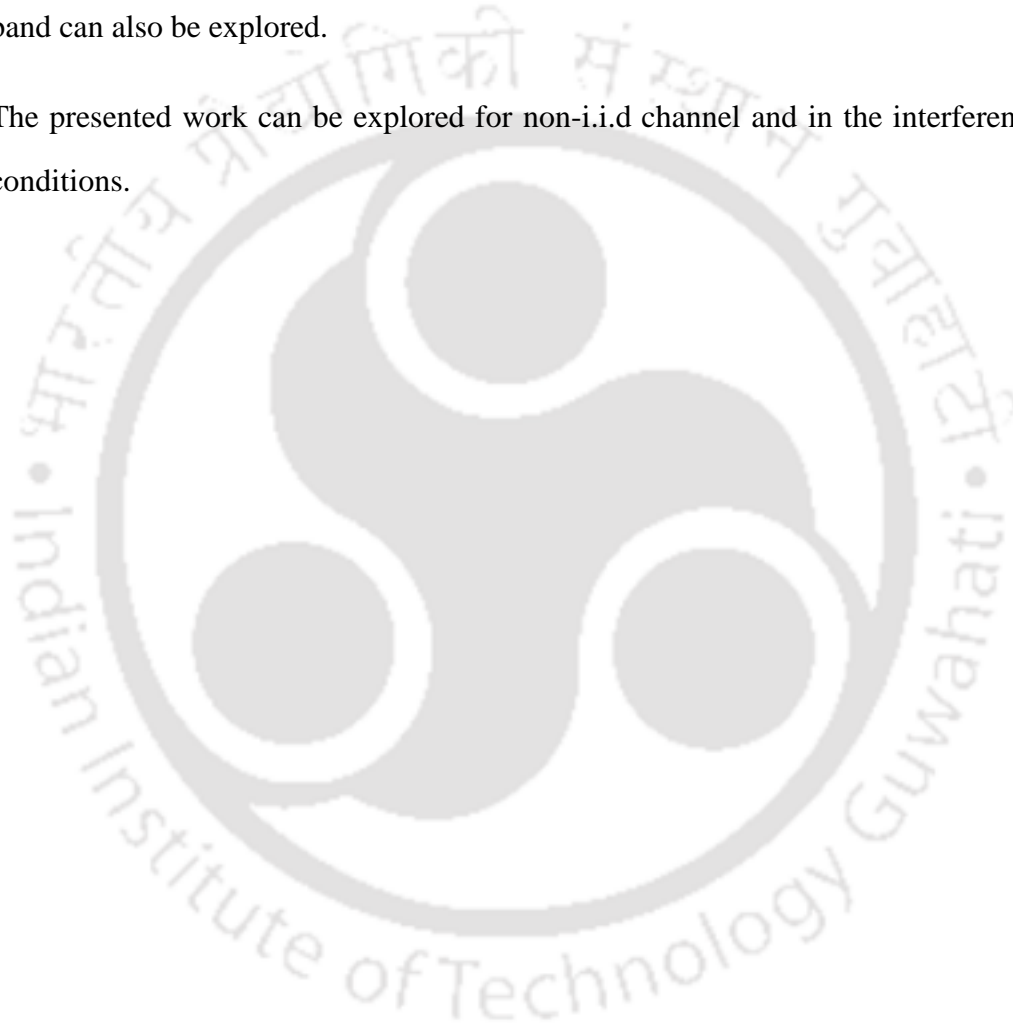 band can also be explored.
The presented work can be explored for non-i.i.d channel and in the interferen
conditions.
भारतीय प्रौद्योगिकी संस्थान गुवाहाटी
Indian Institute of Technology Guwahati